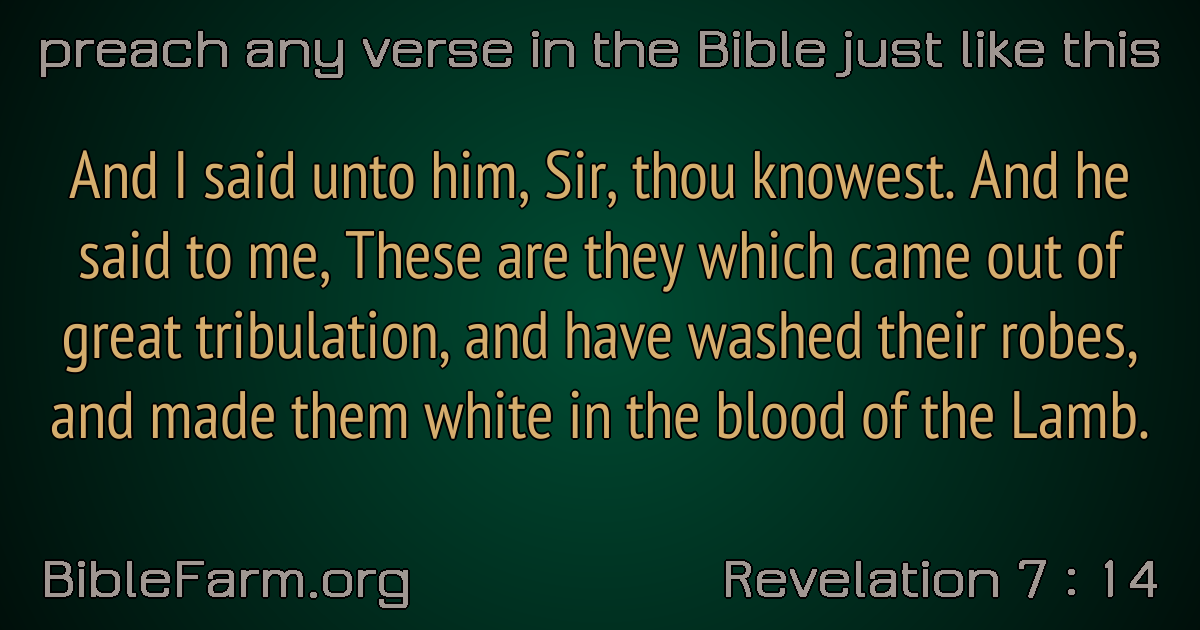 preach any verse in the Bible just like this
And I said unto him, Sir, thou knowest. And he
said to me, These are they which came out of
great tribulation, and have washed their robes,
and made them white in the blood of the Lamb.
BibleFarm.org
Revelation 7 : 14